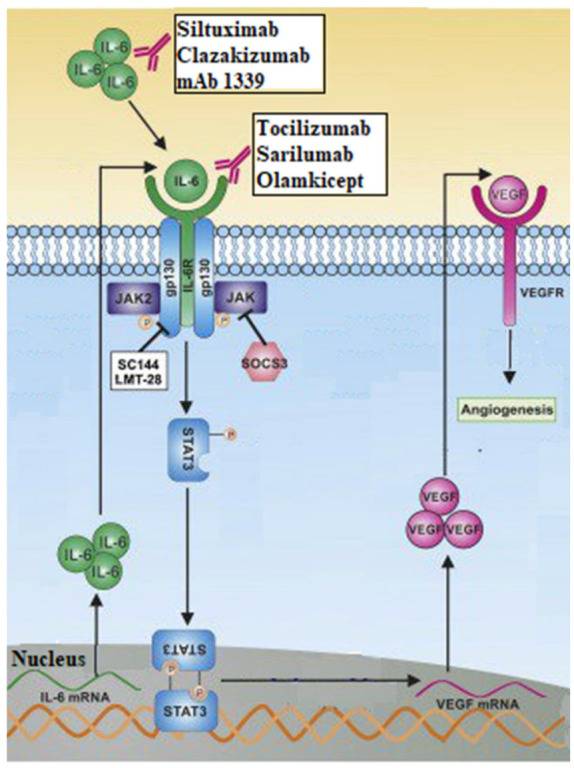 Siltuximab
Clazakizumab
mAb 1339
IL-6
IL-6
IL-6
Tocilizumab
Sarilumab
Olamkicept
IL-6
VEGF
gp130
IL-6R
gp130
VEGFR
JAK2
JAK
P
P
SC144
LMT-28
SOCS3
Angiogenesis
STAT3
P
VEGF
VEGF
VEGF
IL-6
IL-6
IL-6
Nucleus
STAT3
P
P
STAT3
IL-6 mRNA
VEGF mRNA